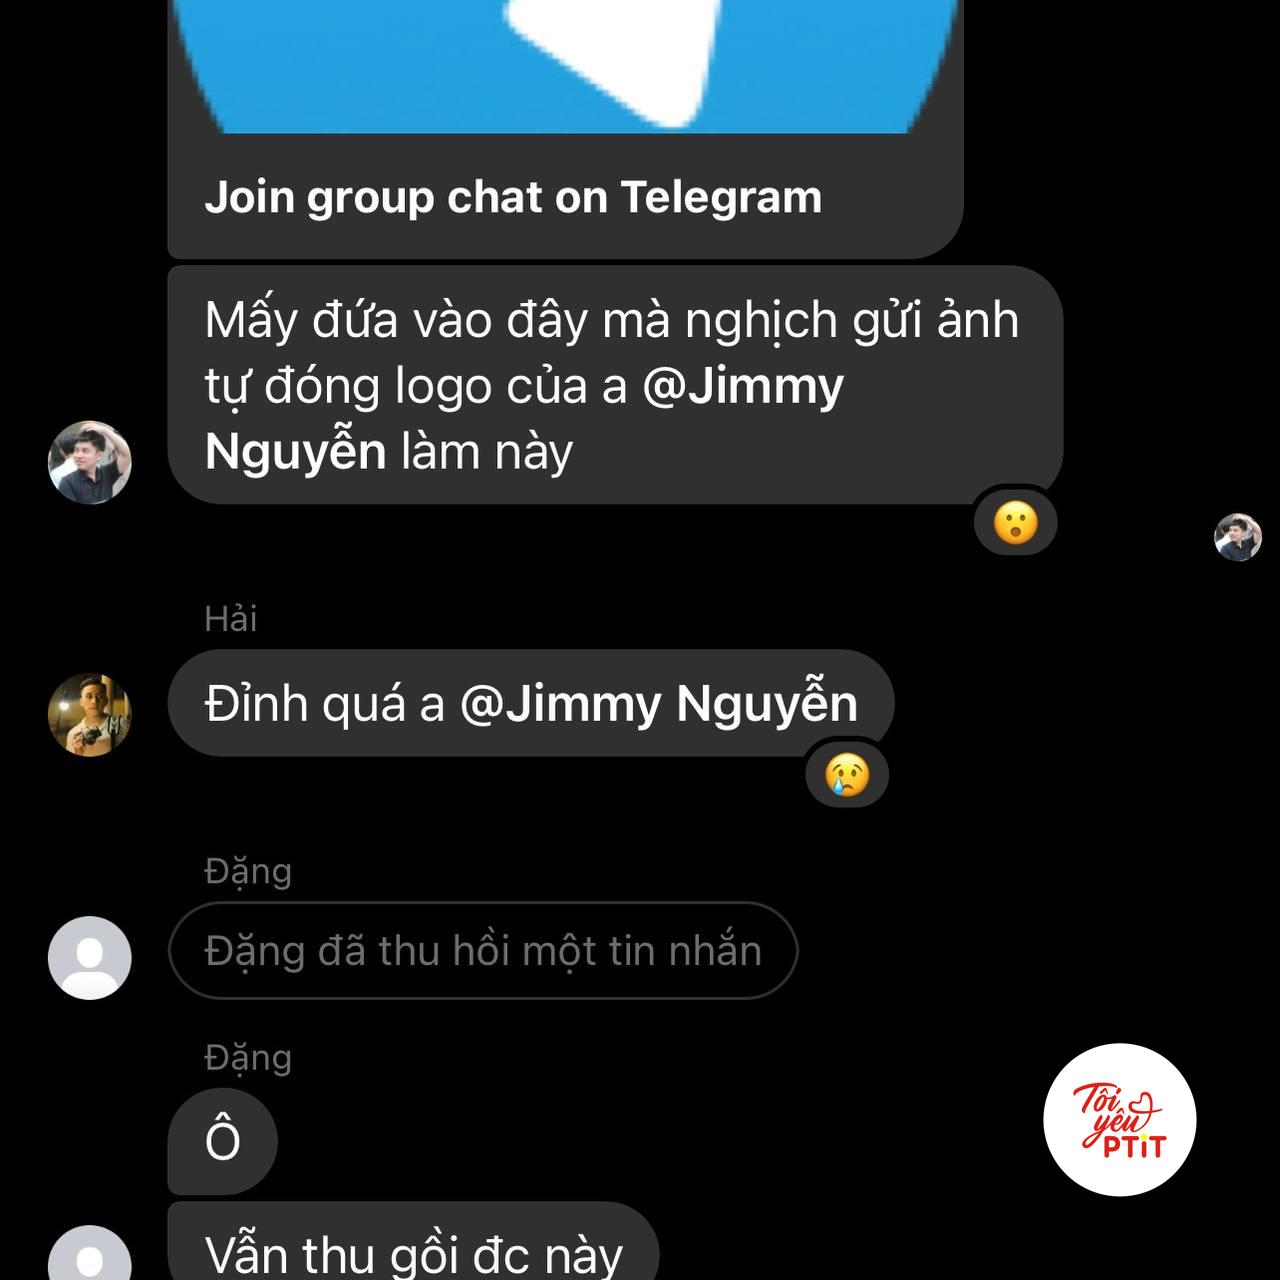 Join group chat on Telegram
Mấy đứa vào đây mà nghịch gửi ảnh
tự đóng logo của a @Jimmy
Nguyễn làm này
Hải
Đỉnh quá a @Jimmy Nguyễn
Đặng
Đặng đã thu hồi một tin nhắn
Đặng
Ô
Tôi
yêu
PTiT
Vẫn thu gồi đc này